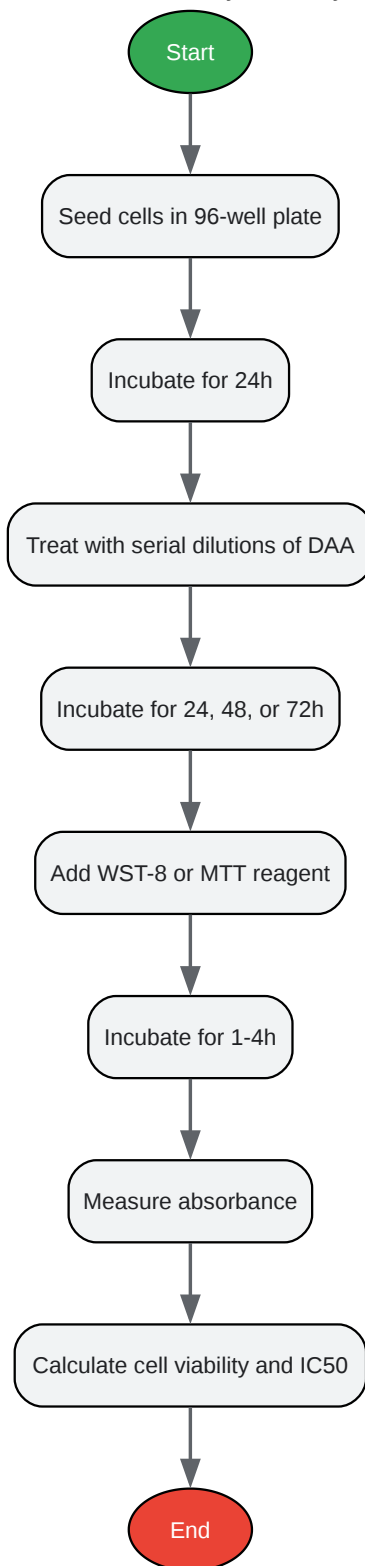 Start
Seed cells in 96-well plate
Incubate for 24h
Treat with serial dilutions of DAA
Incubate for 24, 48, or 72h
Add WST-8 or MTT reagent
Incubate for 1-4h
Measure absorbance
Calculate cell viability and IC50
End